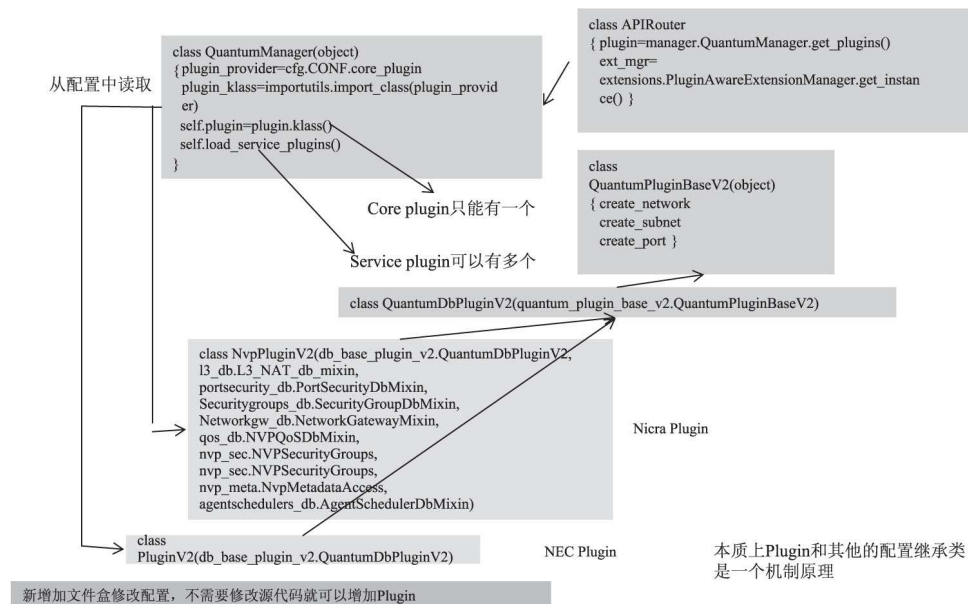 class QuantumManager(object)
{plugin_provider=cfg.CONF.core_plugin
plugin_klass=importutils.import_class(plugin_provid
er)
self.plugin=plugin.klass()
self.load_service_plugins()
}
class APIRouter
{ plugin=manager.QuantumManager.get_plugins()
ext_mgr=
extensions.PluginAwareExtensionManager.get_instan
ce() }
从配置中读取
class
QuantumPluginBaseV2(object)
{ create_network
create_subnet
create_port }
Core plugin只能有一个
Service plugin可以有多个
class QuantumDbPluginV2(quantum_plugin_base_v2.QuantumPluginBaseV2)
class NvpPluginV2(db_base_plugin_v2.QuantumDbPluginV2,
l3_db.L3_NAT_db_mixin,
portsecurity_db.PortSecurityDbMixin,
Securitygroups_db.SecurityGroupDbMixin,
Networkgw_db.NetworkGatewayMixin,
qos_db.NVPQoSDbMixin,
nvp_sec.NVPSecurityGroups,
nvp_sec.NVPSecurityGroups,
nvp_meta.NvpMetadataAccess,
agentschedulers_db.AgentSchedulerDbMixin)
Nicra Plugin
class
PluginV2(db_base_plugin_v2.QuantumDbPluginV2)
NEC Plugin
本质上Plugin和其他的配置继承类
是一个机制原理
新增加文件盒修改配置，不需要修改源代码就可以增加Plugin